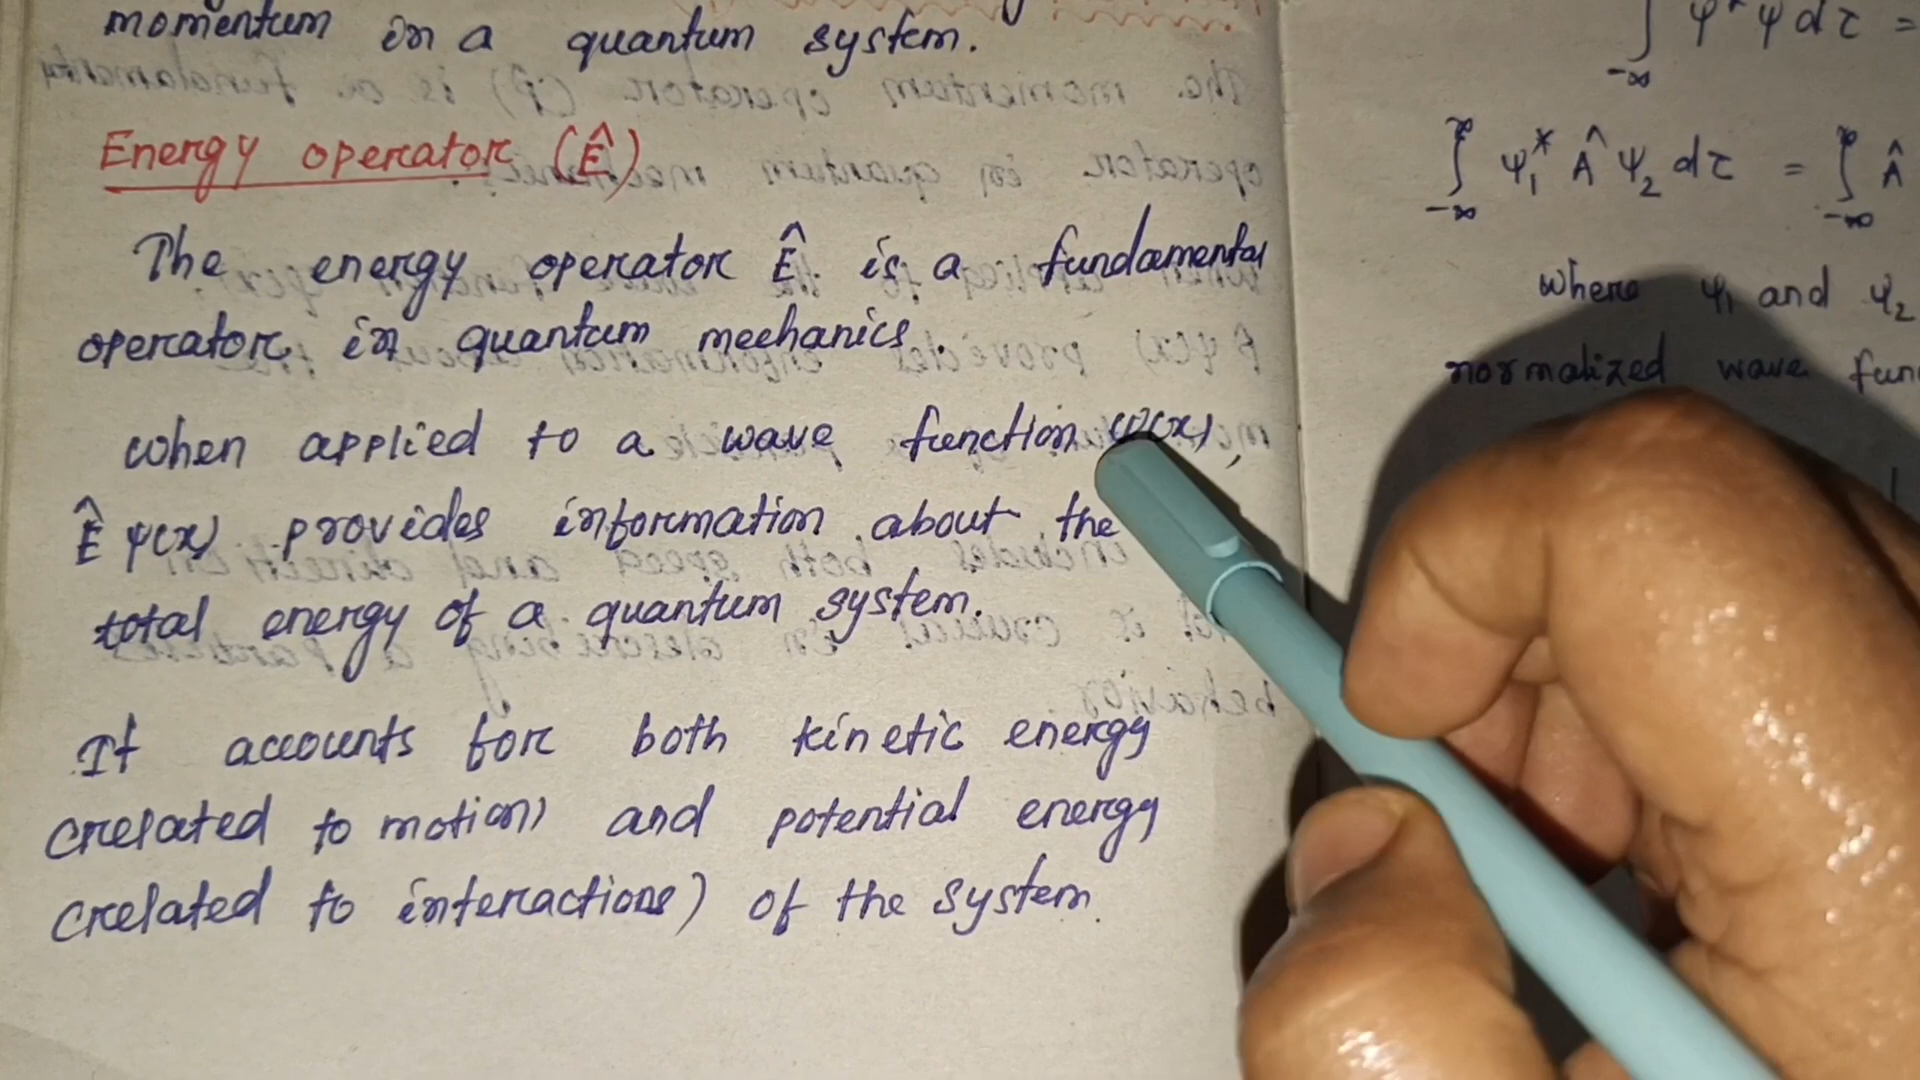 momentum in a quantum system.
Energy operator (Ê)
The energy operator Ê is a fundamental
operator in quantum mechanics.
when applied to a wave function ψ(x),
Ê ψ(x) provides information about the
total energy of a quantum system.
It accounts for both kinetic energy
(related to motion) and potential energy
(related to interactions) of the system.
∫ ψ* ψ dτ =
-∞
∞
∫ ψ₁* Â ψ₂ dτ = ∫ Â
-∞ -∞
where ψ₁ and ψ₂
normalized wave